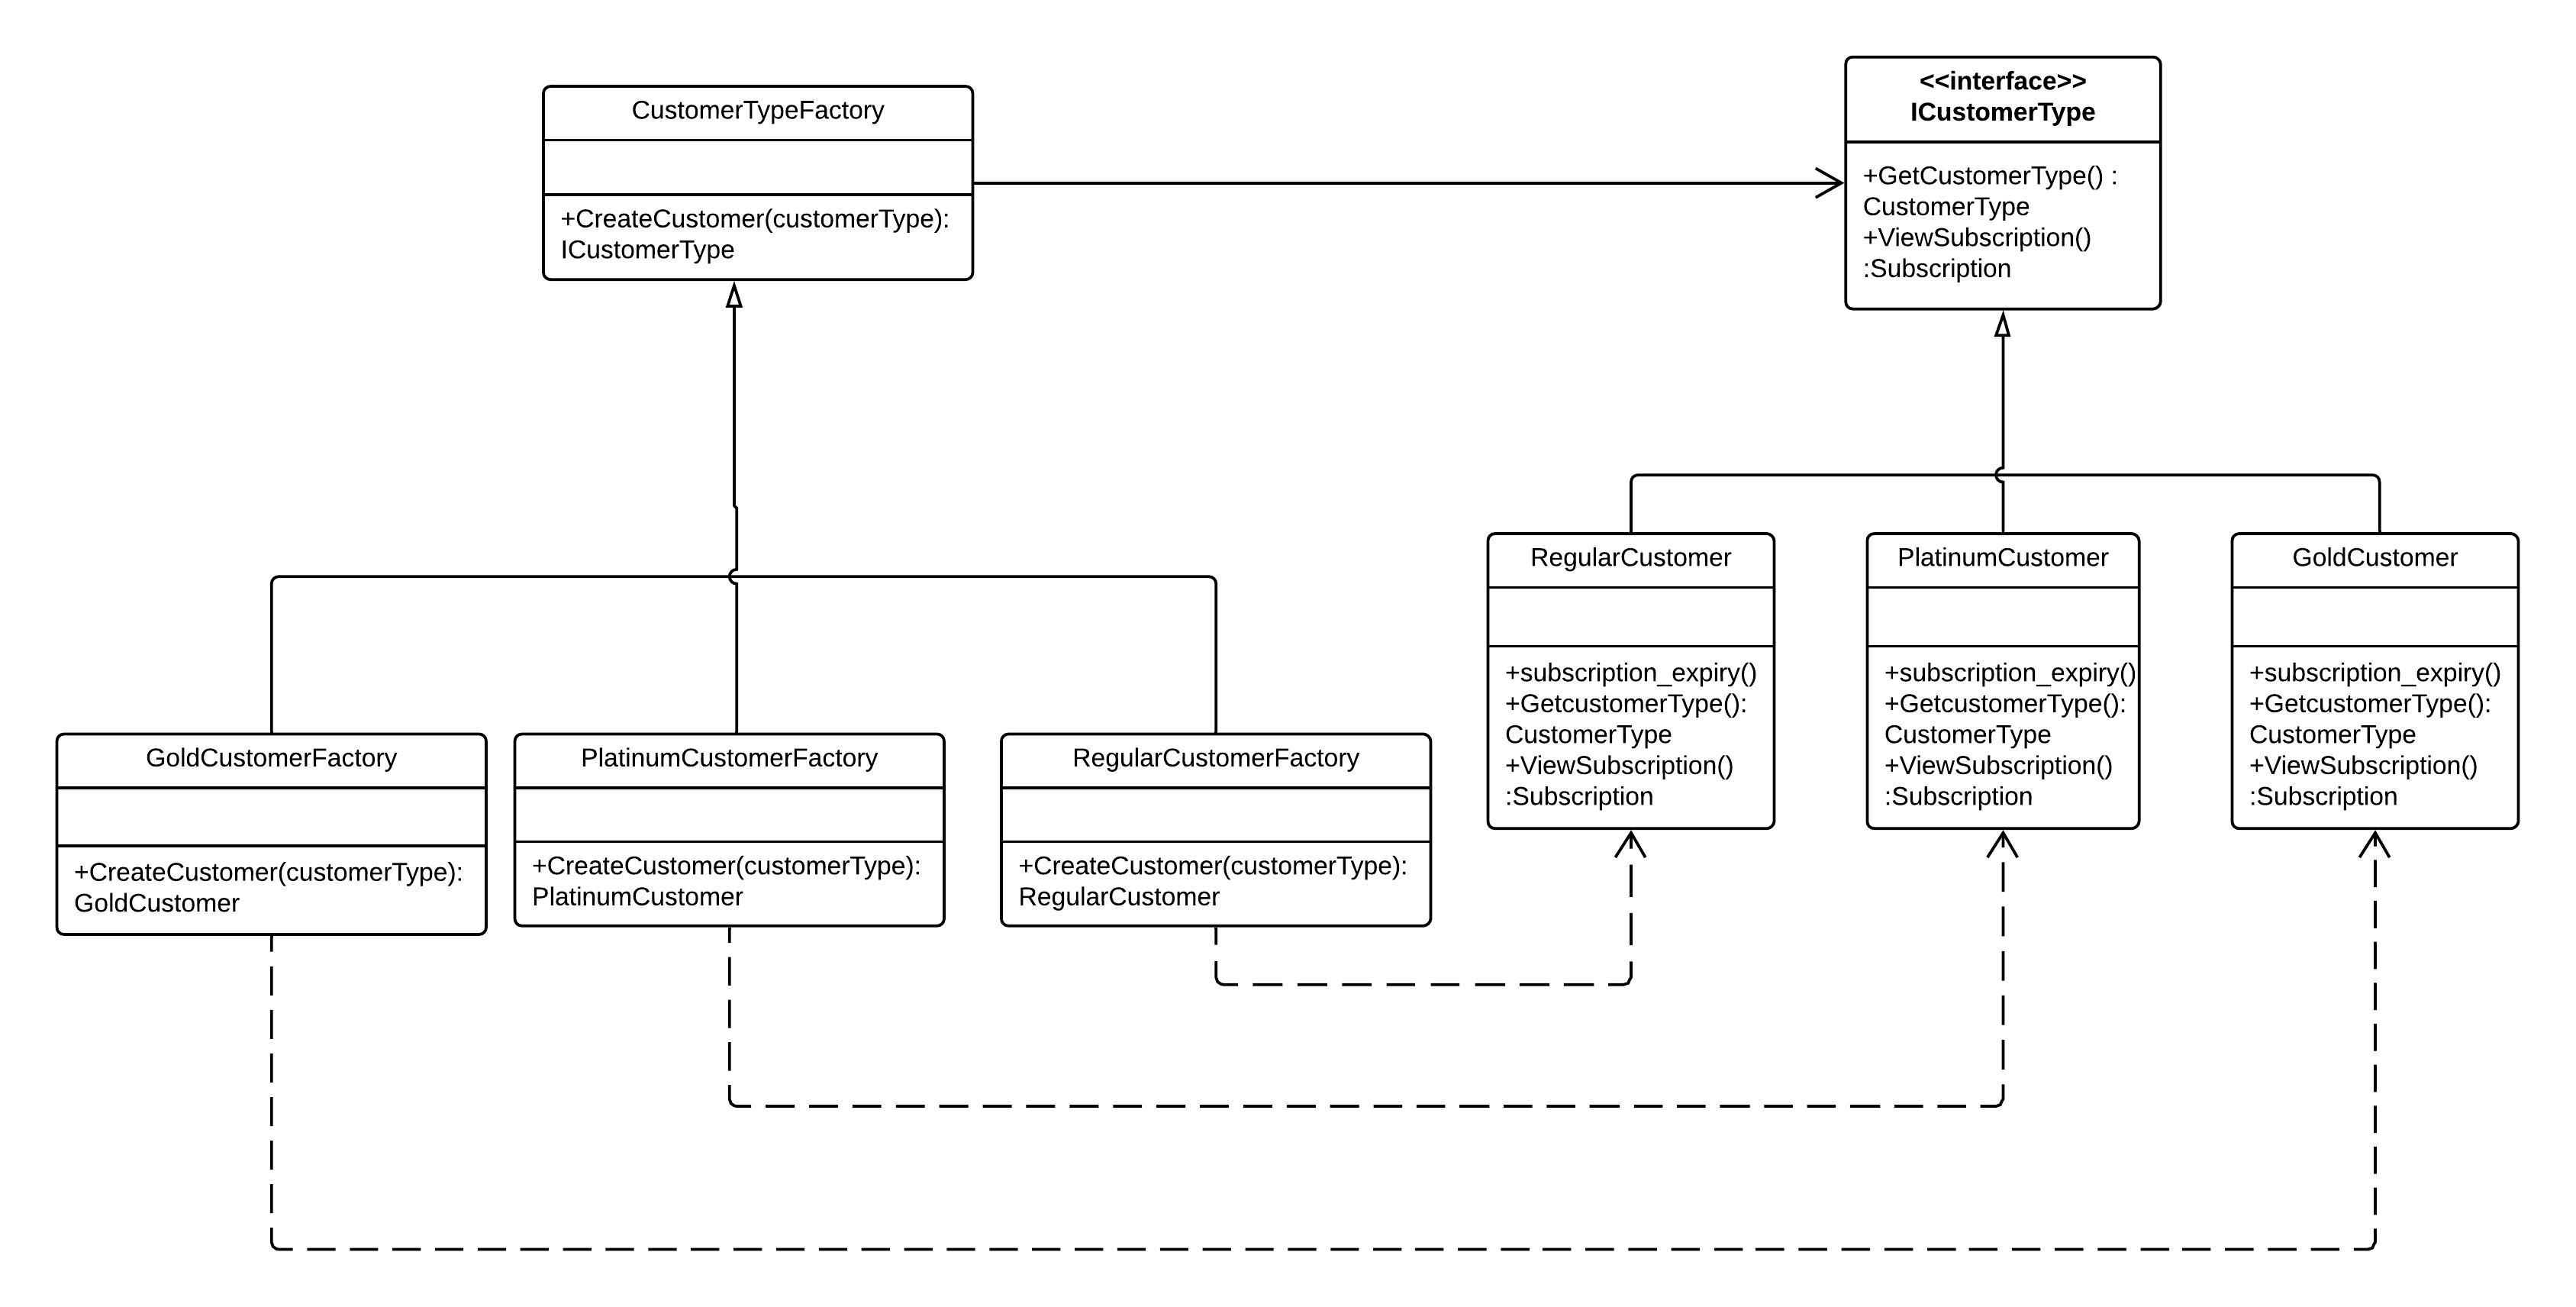 CustomerTypeFactory
+CreateCustomer(customerType):
ICustomerType
<<interface>>
ICustomerType
+GetCustomerType() :
CustomerType
+ViewSubscription()
:Subscription
RegularCustomer
+subscription_expiry()
+GetcustomerType():
CustomerType
+ViewSubscription()
:Subscription
PlatinumCustomer
+subscription_expiry()
+GetcustomerType():
CustomerType
+ViewSubscription()
:Subscription
GoldCustomer
+subscription_expiry()
+GetcustomerType():
CustomerType
+ViewSubscription()
:Subscription
GoldCustomerFactory
+CreateCustomer(customerType):
GoldCustomer
PlatinumCustomerFactory
+CreateCustomer(customerType):
PlatinumCustomer
RegularCustomerFactory
+CreateCustomer(customerType):
RegularCustomer